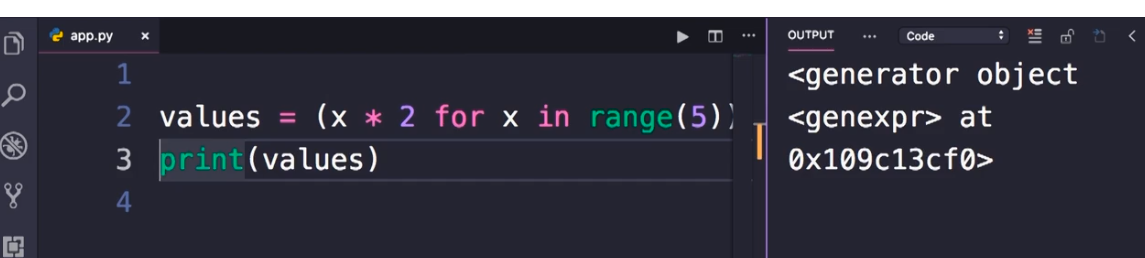 app.py ×
OUTPUT ... Code
1
2 values = (x * 2 for x in range(5))
3 print(values)
4
<generator object
<genexpr> at
0x109c13cf0>